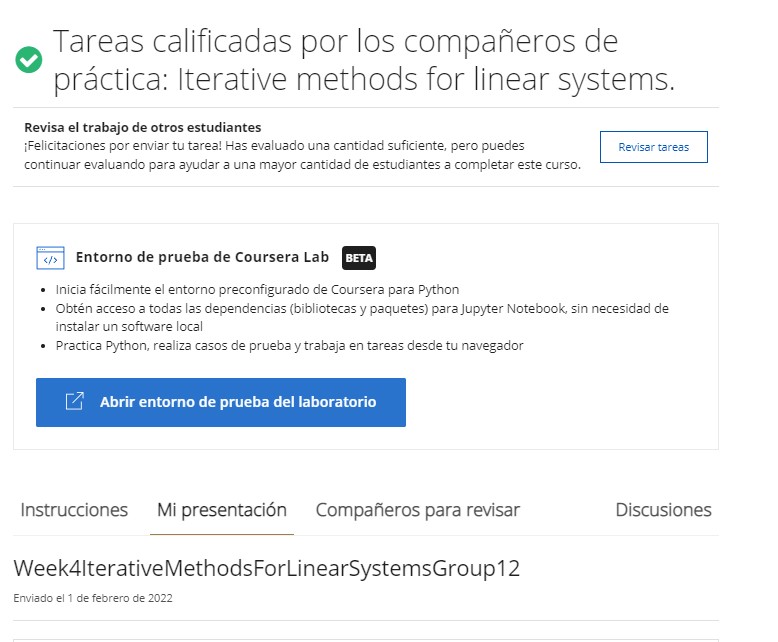 Tareas calificadas por los compañeros de
práctica: Iterative methods for linear systems.
Revisa el trabajo de otros estudiantes
¡Felicitaciones por enviar tu tarea! Has evaluado una cantidad suficiente, pero puedes
continuar evaluando para ayudar a una mayor cantidad de estudiantes a completar este curso.
Revisar tareas
</> Entorno de prueba de Coursera Lab BETA
• Inicia fácilmente el entorno preconfigurado de Coursera para Python
• Obtén acceso a todas las dependencias (bibliotecas y paquetes) para Jupyter Notebook, sin necesidad de
instalar un software local
• Practica Python, realiza casos de prueba y trabaja en tareas desde tu navegador
Abrir entorno de prueba del laboratorio
Instrucciones Mi presentación Compañeros para revisar Discusiones
Week4IterativeMethodsForLinearSystemsGroup12
Enviado el 1 de febrero de 2022